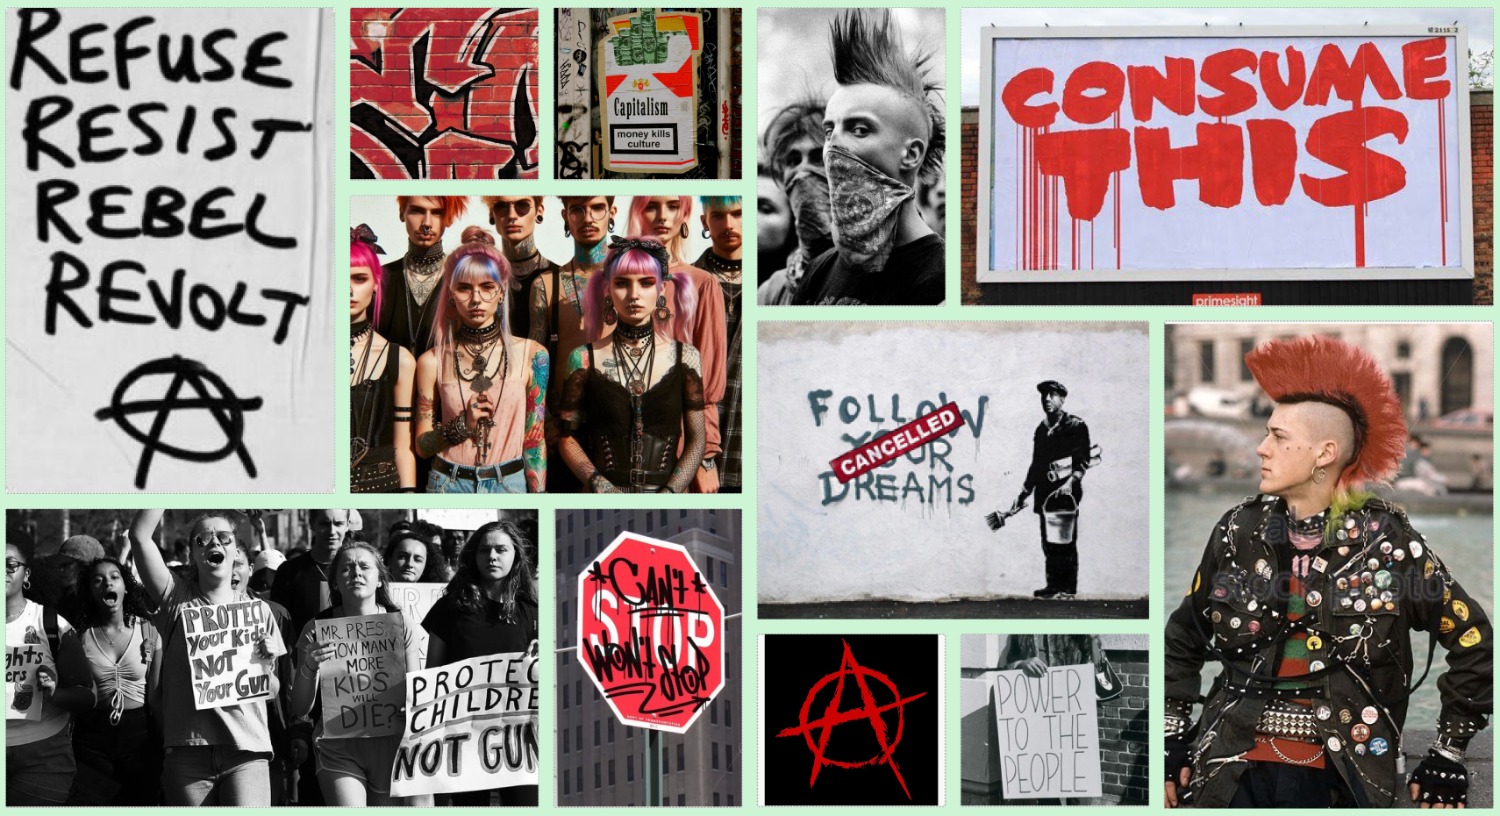 REFUSE
RESIST
REBEL
REVOLT
Capitalism
money kills
culture
CONSUME
THIS
primesight
FOLLOW
YOUR
DREAMS
CANCELLED
PROTECT
Your Kids
NOT
Your Gun
MR. PRES.
HOW MANY
MORE
KIDS
WILL
DIE?
PROTEC
CHILDRE
NOT GUN
STOP
*CAN'T*
WON'T StOP
POWER
TO THE
PEOPLE